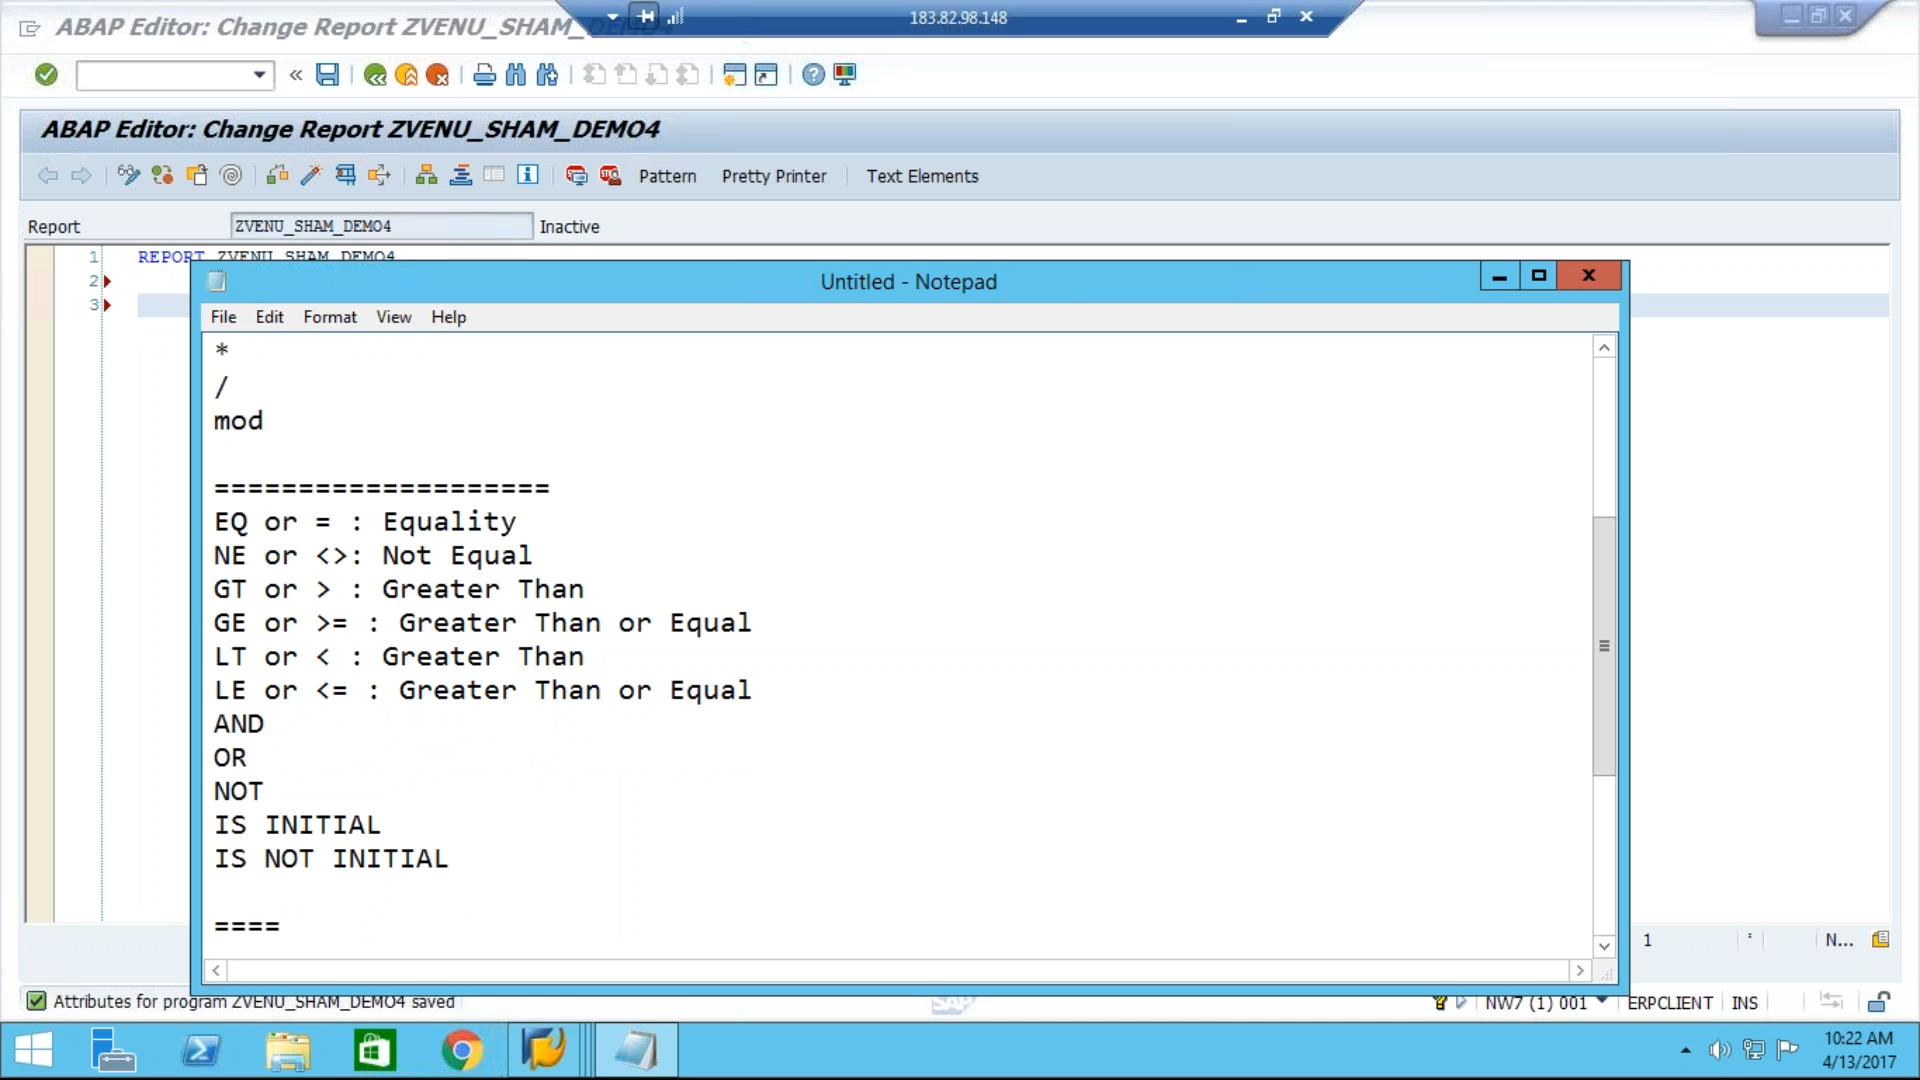 ABAP Editor: Change Report ZVENU_SHAM_DEMO4
183.82.98.148
ABAP Editor: Change Report ZVENU_SHAM_DEMO4
Pattern Pretty Printer Text Elements
Report ZVENU_SHAM_DEMO4 Inactive
1 REPORT ZVENU_SHAM_DEMO4
2
3
Untitled - Notepad
File Edit Format View Help
*
/
mod
====================
EQ or = : Equality
NE or <>: Not Equal
GT or > : Greater Than
GE or >= : Greater Than or Equal
LT or < : Greater Than
LE or <= : Greater Than or Equal
AND
OR
NOT
IS INITIAL
IS NOT INITIAL
====
1 N...
Attributes for program ZVENU_SHAM_DEMO4 saved
SAP
NW7 (1) 001 ERPCLIENT INS
10:22 AM
4/13/2017